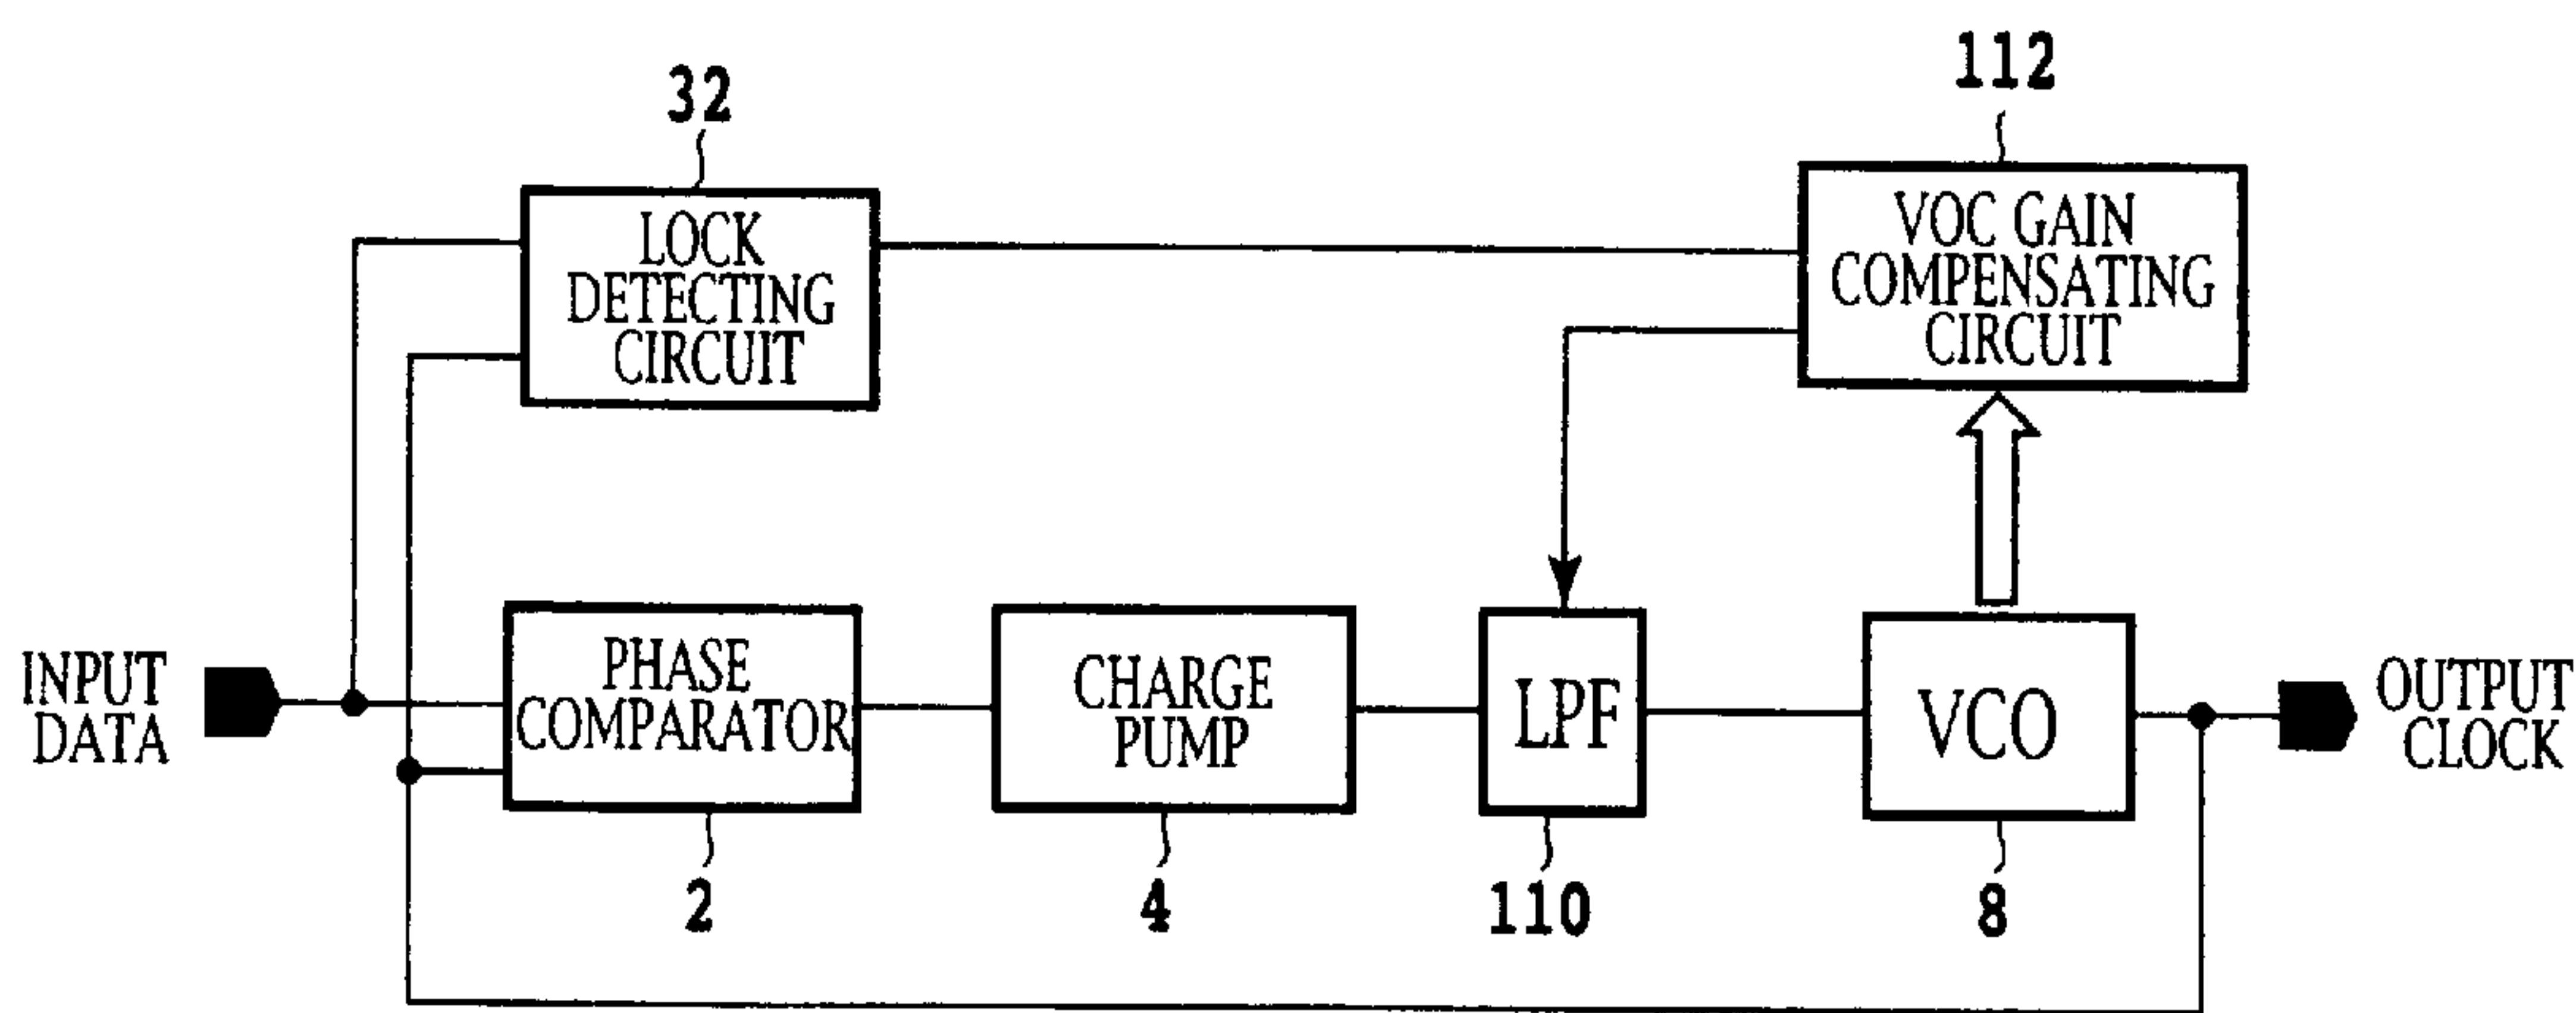 32
112
LOCK
DETECTING
CIRCUIT
VOC GAIN
COMPENSATING
CIRCUIT
INPUT
DATA
PHASE
COMPARATOR
CHARGE
PUMP
LPF
VCO
OUTPUT
CLOCK
2
4
110
8